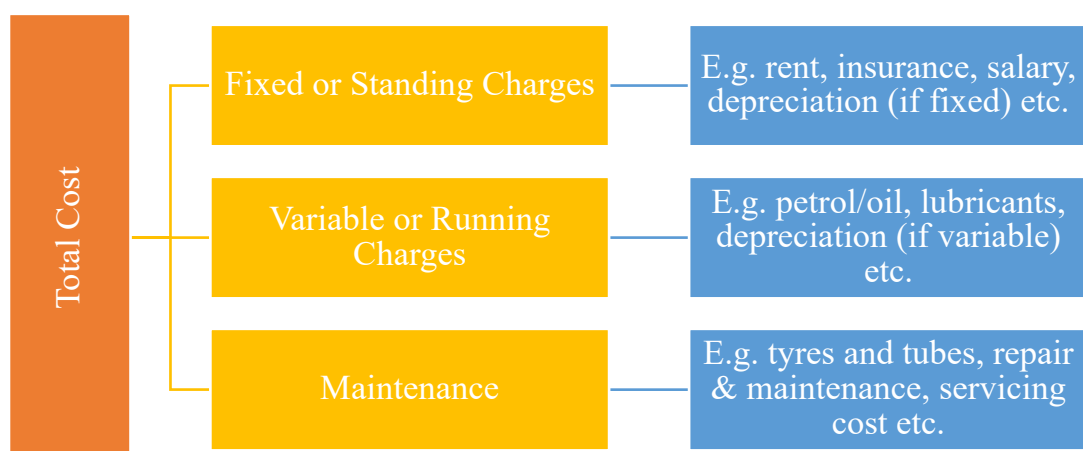 Total Cost
Fixed or Standing Charges
E.g. rent, insurance, salary,
depreciation (if fixed) etc.
Variable or Running
Charges
E.g. petrol/oil, lubricants,
depreciation (if variable)
etc.
Maintenance
E.g. tyres and tubes, repair
& maintenance, servicing
cost etc.